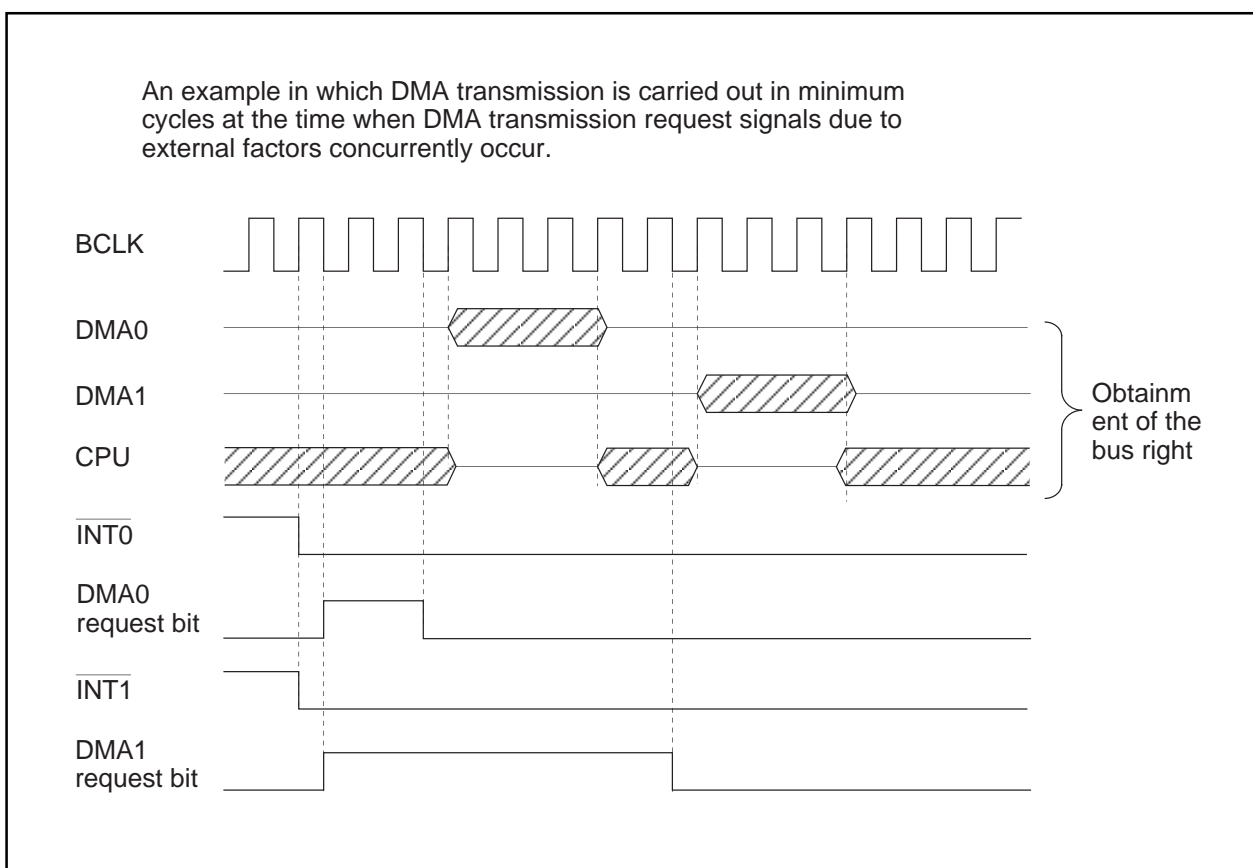 An example in which DMA transmission is carried out in minimum
cycles at the time when DMA transmission request signals due to
external factors concurrently occur.
BCLK
DMA0
DMA1
CPU
Obtainm
ent of the
bus right
INT0
DMA0
request bit
INT1
DMA1
request bit